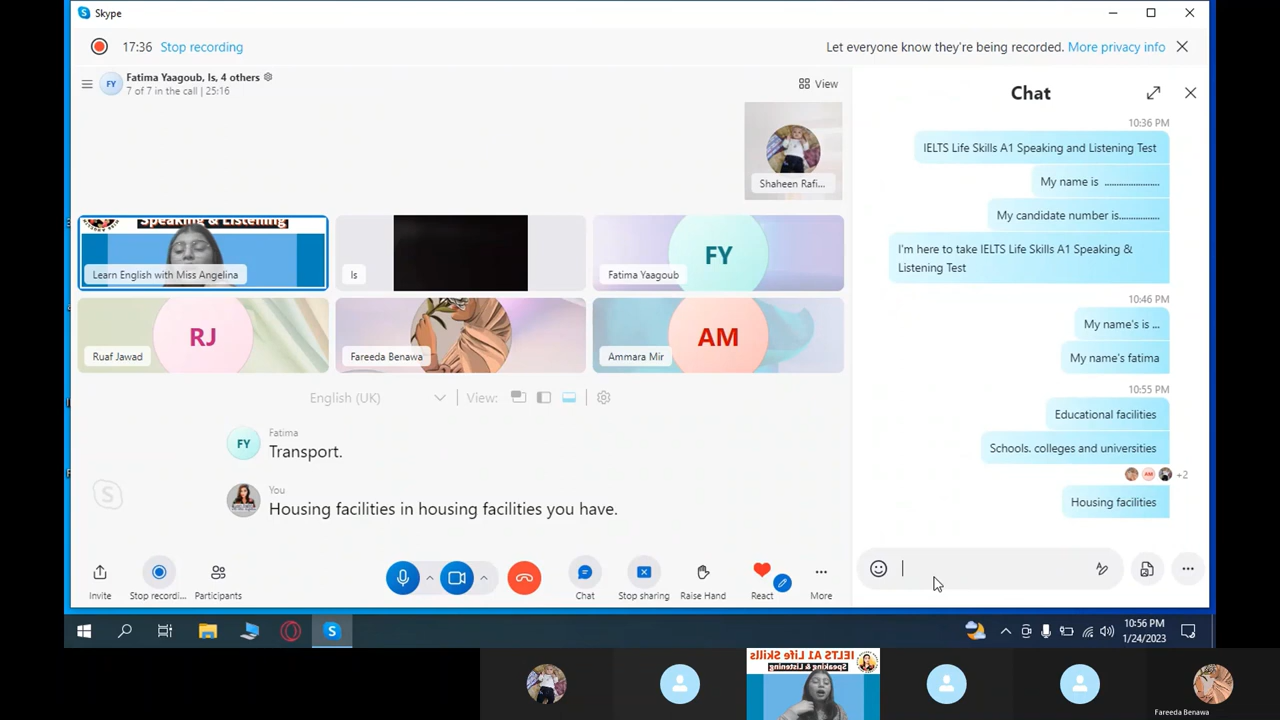 Skype
17:36 Stop recording
Let everyone know they're being recorded. More privacy info
FY
Fatima Yaagoub, Is, 4 others
7 of 7 in the call | 25:16
View
Shaheen Rafi...
Speaking & Listening
Learn English with Miss Angelina
Is
FY
Fatima Yaagoub
RJ
Ruaf Jawad
Fareeda Benawa
AM
Ammara Mir
English (UK)
View:
FY
Fatima
Transport.
You
Housing facilities in housing facilities you have.
Invite
Stop recordi...
Participants
Chat
Stop sharing
Raise Hand
React
More
Chat
10:36 PM
IELTS Life Skills A1 Speaking and Listening Test
My name is ......................
My candidate number is................
I'm here to take IELTS Life Skills A1 Speaking &
Listening Test
10:46 PM
My name's is ...
My name's fatima
10:55 PM
Educational facilities
Schools. colleges and universities
AM
+2
Housing facilities
10:56 PM
1/24/2023
IELTS A1 Life Skills
Speaking & Listening
Fareeda Benawa